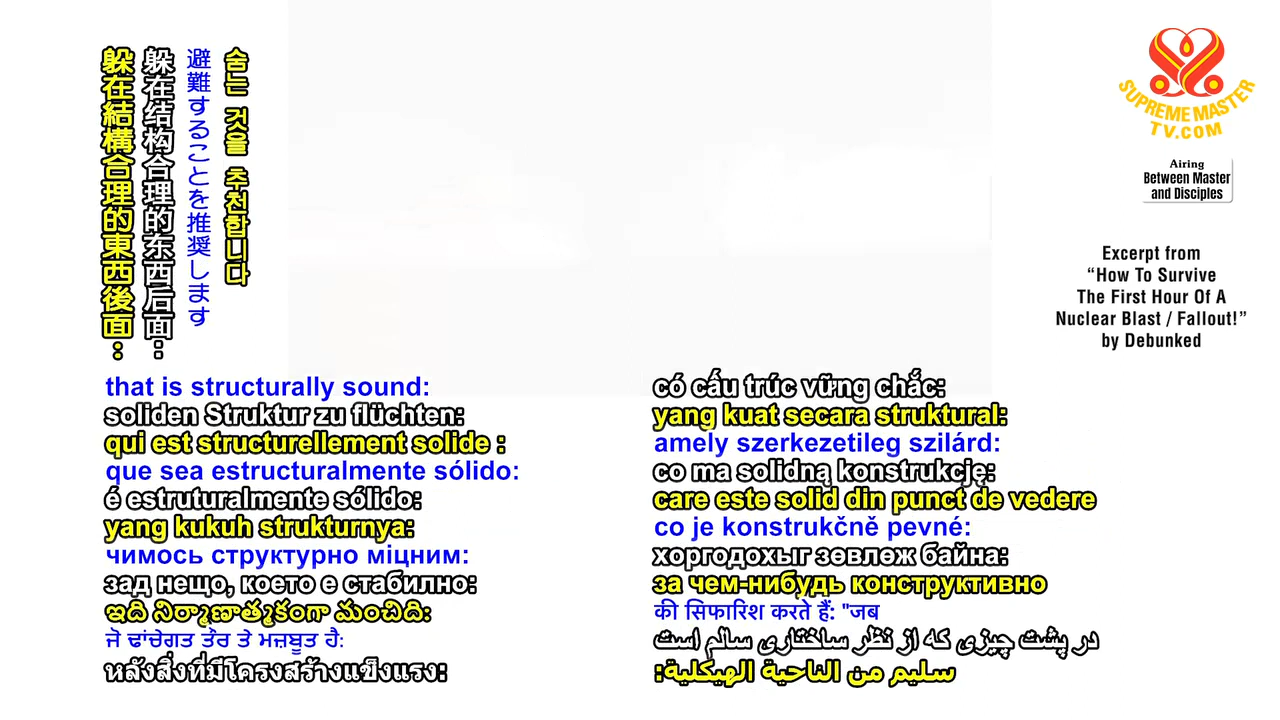 躲在結構合理的東西後面：
躲在结构合理的东西后面：
避難することを推奨します
숨는 것을 추천합니다
SUPREME MASTER
TV.COM
Airing
Between Master
and Disciples
Excerpt from
“How To Survive
The First Hour Of A
Nuclear Blast / Fallout!”
by Debunked
that is structurally sound:
soliden Struktur zu flüchten:
qui est structurellement solide :
que sea estructuralmente sólido:
é estruturalmente sólido:
yang kukuh strukturnya:
чимось структурно міцним:
зад нещо, което е стабилно:
ఇది నిర్మాణాత్మకంగా మంచిది:
ਜੋ ਢਾਂਚੇਗਤ ਤੌਰ ਤੇ ਮਜ਼ਬੂਤ ਹੈ:
หลังสิ่งที่มีโครงสร้างแข็งแรง:
có cấu trúc vững chắc:
yang kuat secara struktural:
amely szerkezetileg szilárd:
co ma solidną konstrukcję:
care este solid din punct de vedere
co je konstrukčně pevné:
хоргодохыг зөвлөж байна:
за чем-нибудь конструктивно
की सिफारिश करते हैं: "जब
در پشت چیزی که از نظر ساختاری سالم است
سليم من الناحية الهيكلية: